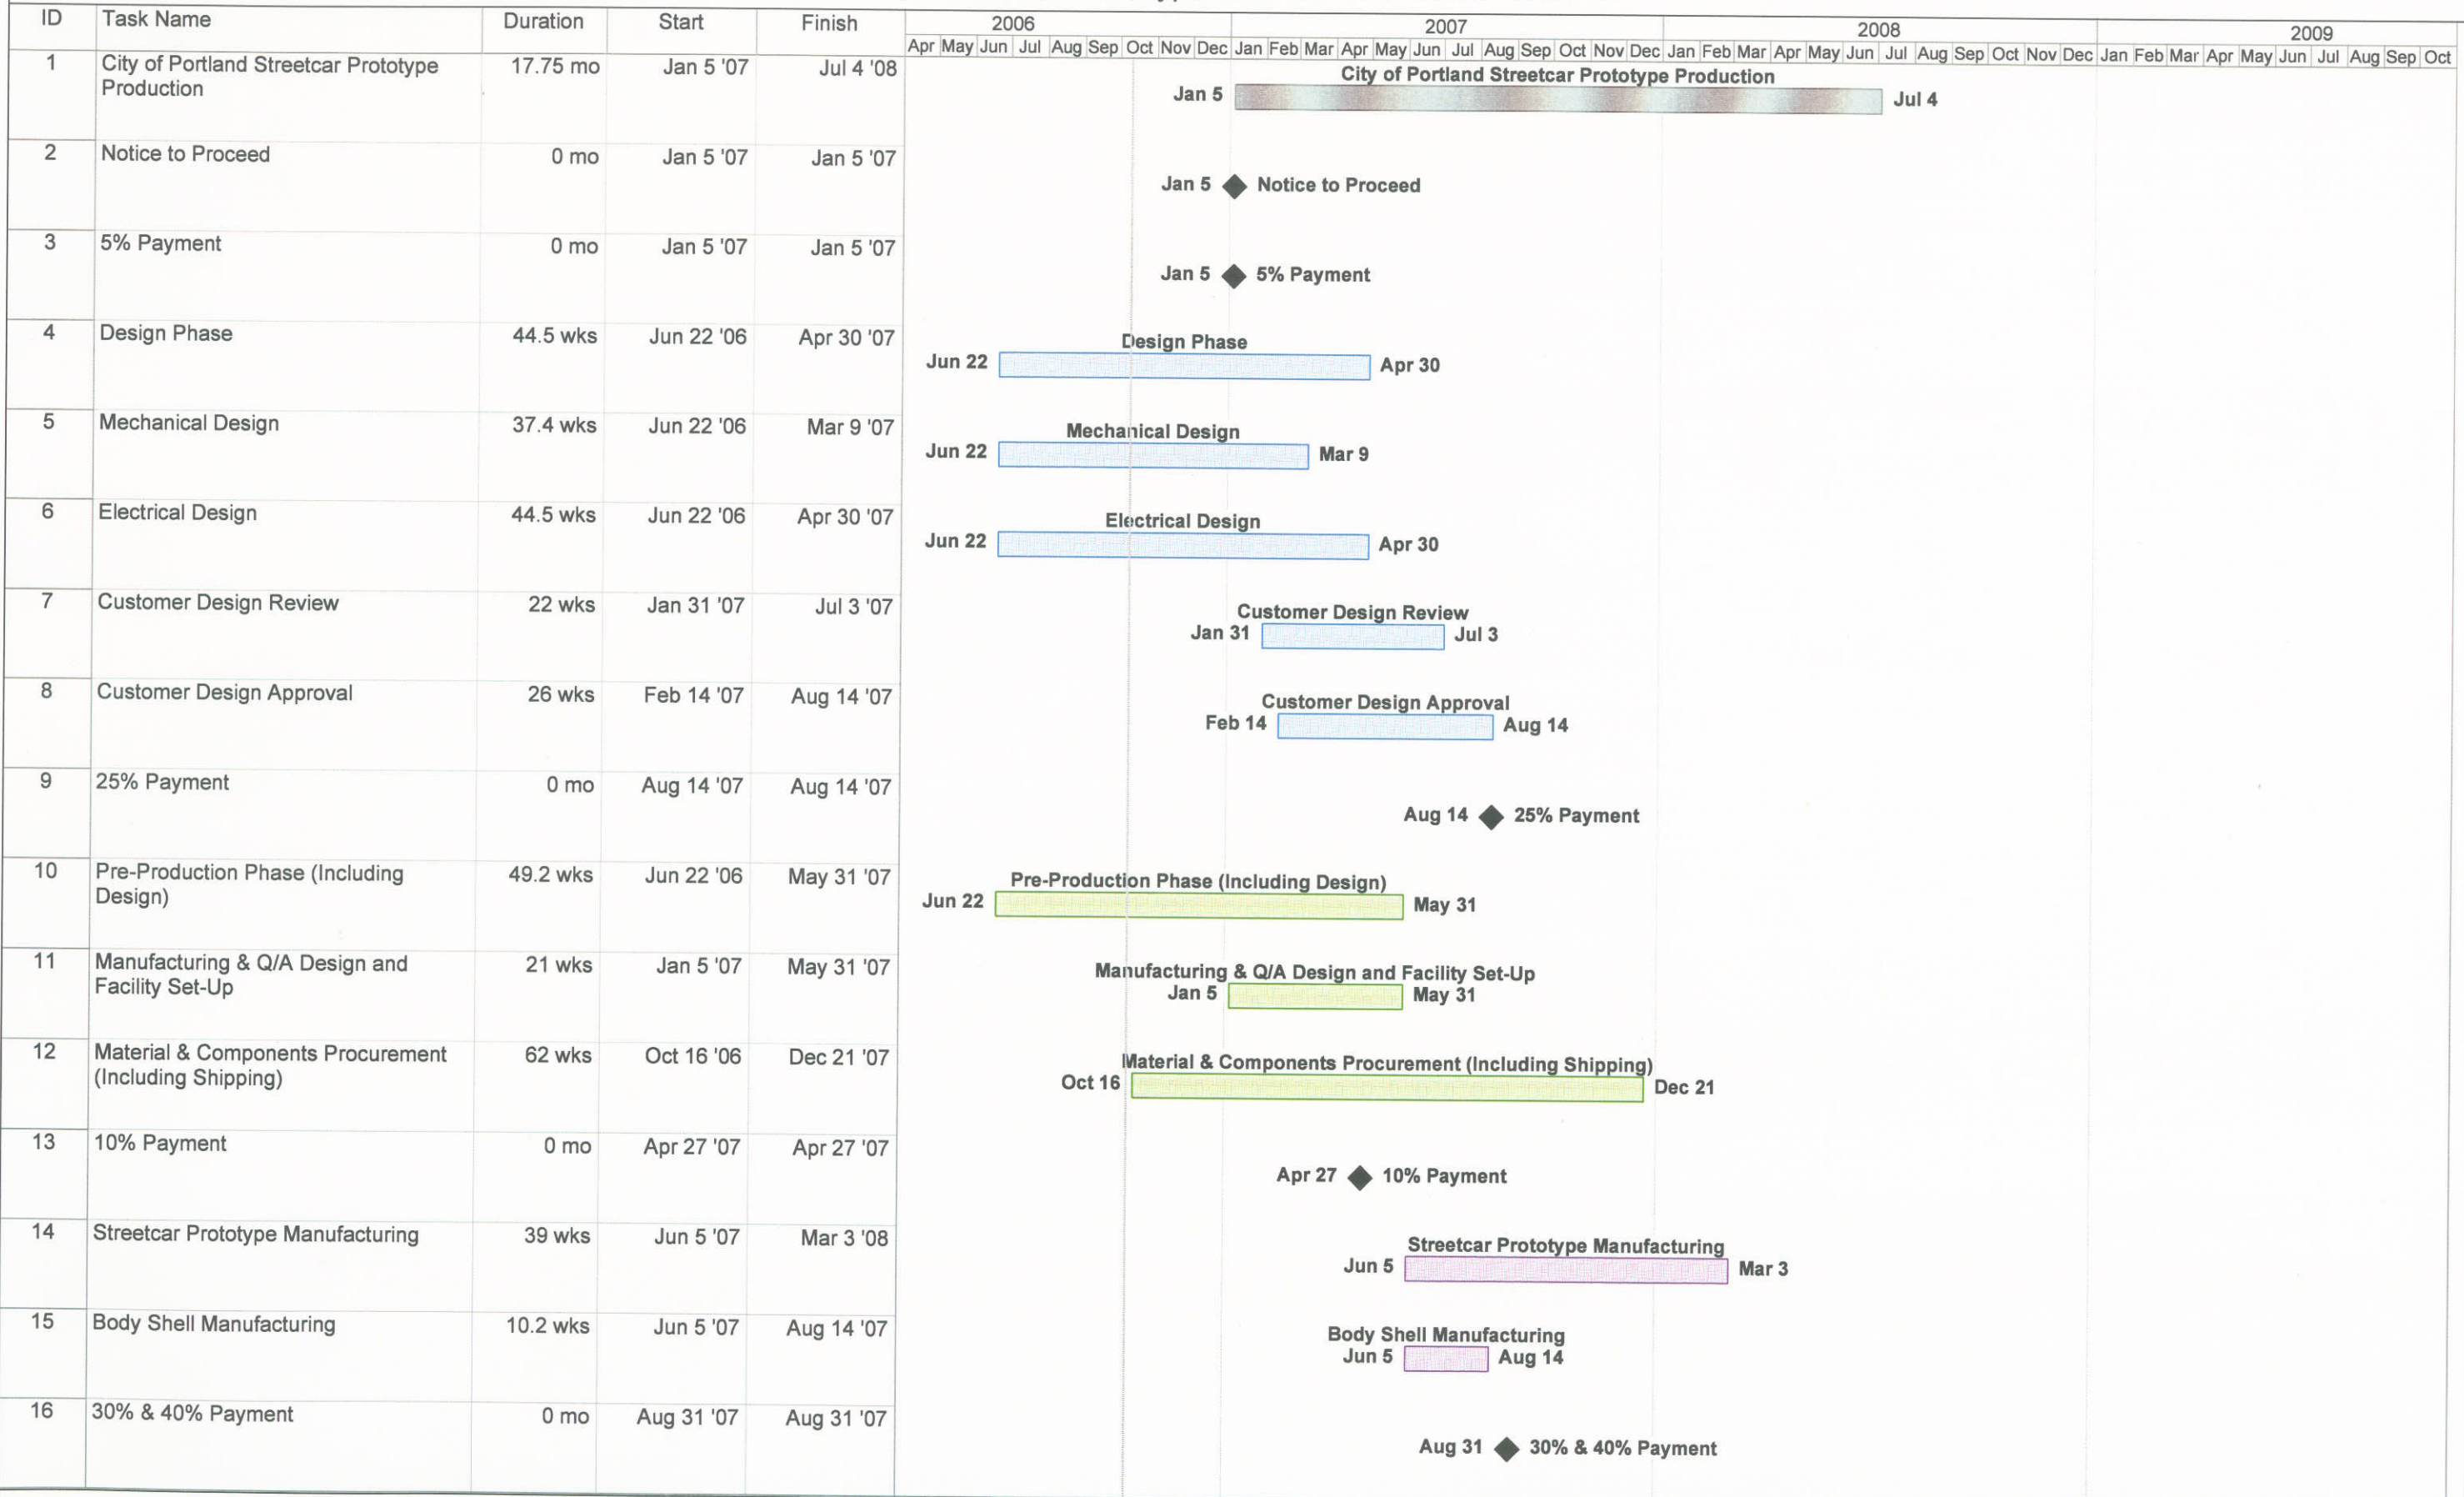 ID Task Name Duration Start Finish 2006 2007 2008 2009
Apr May Jun Jul Aug Sep Oct Nov Dec Jan Feb Mar Apr May Jun Jul Aug Sep Oct Nov Dec Jan Feb Mar Apr May Jun Jul Aug Sep Oct Nov Dec Jan Feb Mar Apr May Jun Jul Aug Sep Oct
1 City of Portland Streetcar Prototype 17.75 mo Jan 5 '07 Jul 4 '08
Production
City of Portland Streetcar Prototype Production
Jan 5 Jul 4
2 Notice to Proceed 0 mo Jan 5 '07 Jan 5 '07
Jan 5 Notice to Proceed
3 5% Payment 0 mo Jan 5 '07 Jan 5 '07
Jan 5 5% Payment
4 Design Phase 44.5 wks Jun 22 '06 Apr 30 '07
Design Phase
Jun 22 Apr 30
5 Mechanical Design 37.4 wks Jun 22 '06 Mar 9 '07
Mechanical Design
Jun 22 Mar 9
6 Electrical Design 44.5 wks Jun 22 '06 Apr 30 '07
Electrical Design
Jun 22 Apr 30
7 Customer Design Review 22 wks Jan 31 '07 Jul 3 '07
Customer Design Review
Jan 31 Jul 3
8 Customer Design Approval 26 wks Feb 14 '07 Aug 14 '07
Customer Design Approval
Feb 14 Aug 14
9 25% Payment 0 mo Aug 14 '07 Aug 14 '07
Aug 14 25% Payment
10 Pre-Production Phase (Including 49.2 wks Jun 22 '06 May 31 '07
Design)
Pre-Production Phase (Including Design)
Jun 22 May 31
11 Manufacturing & Q/A Design and 21 wks Jan 5 '07 May 31 '07
Facility Set-Up
Manufacturing & Q/A Design and Facility Set-Up
Jan 5 May 31
12 Material & Components Procurement 62 wks Oct 16 '06 Dec 21 '07
(Including Shipping)
Material & Components Procurement (Including Shipping)
Oct 16 Dec 21
13 10% Payment 0 mo Apr 27 '07 Apr 27 '07
Apr 27 10% Payment
14 Streetcar Prototype Manufacturing 39 wks Jun 5 '07 Mar 3 '08
Streetcar Prototype Manufacturing
Jun 5 Mar 3
15 Body Shell Manufacturing 10.2 wks Jun 5 '07 Aug 14 '07
Body Shell Manufacturing
Jun 5 Aug 14
16 30% & 40% Payment 0 mo Aug 31 '07 Aug 31 '07
Aug 31 30% & 40% Payment